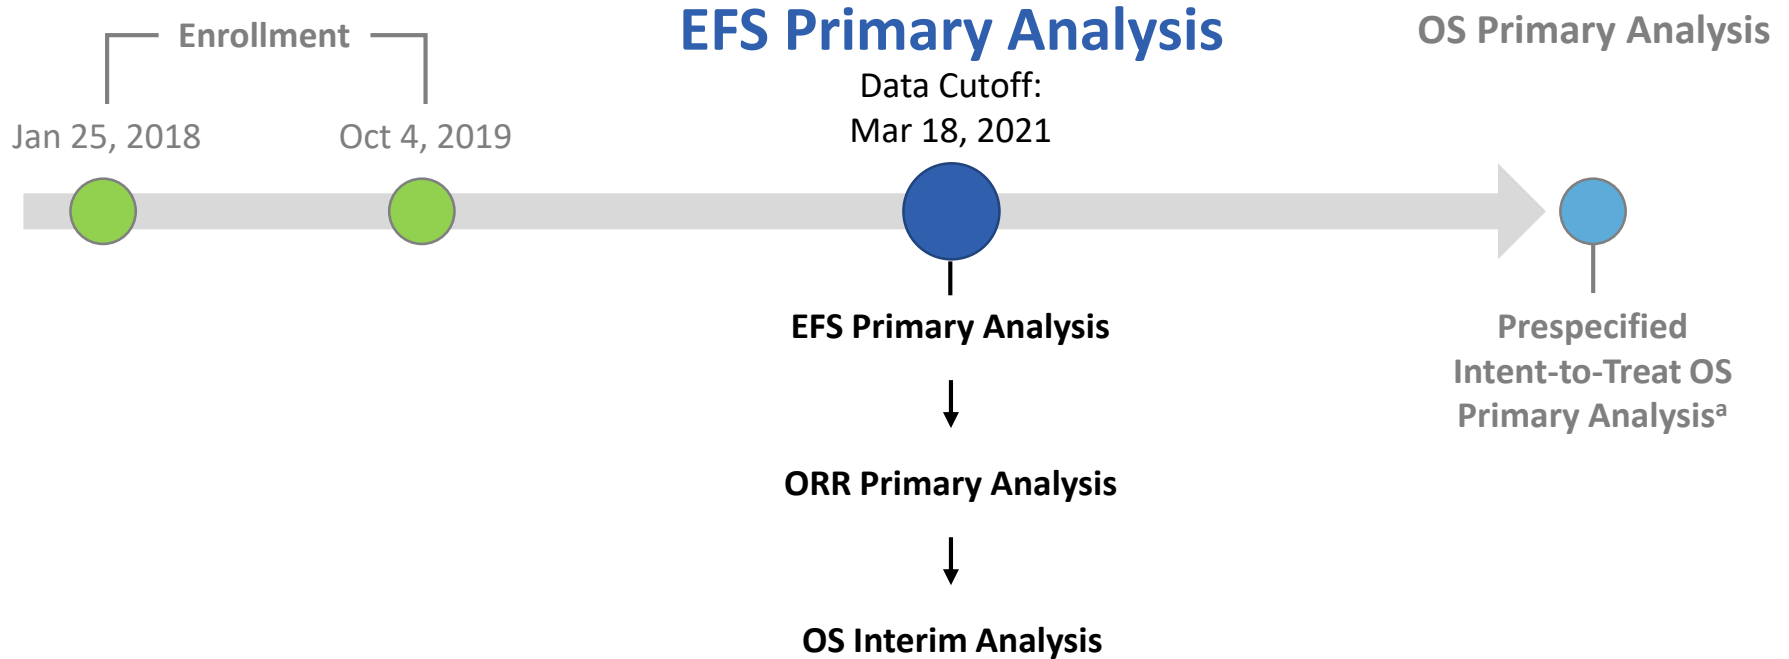 Enrollment
Jan 25, 2018
Oct 4, 2019
EFS Primary Analysis
Data Cutoff:
Mar 18, 2021
OS Primary Analysis
EFS Primary Analysis
ORR Primary Analysis
OS Interim Analysis
Prespecified
Intent-to-Treat OS
Primary Analysisᵃ